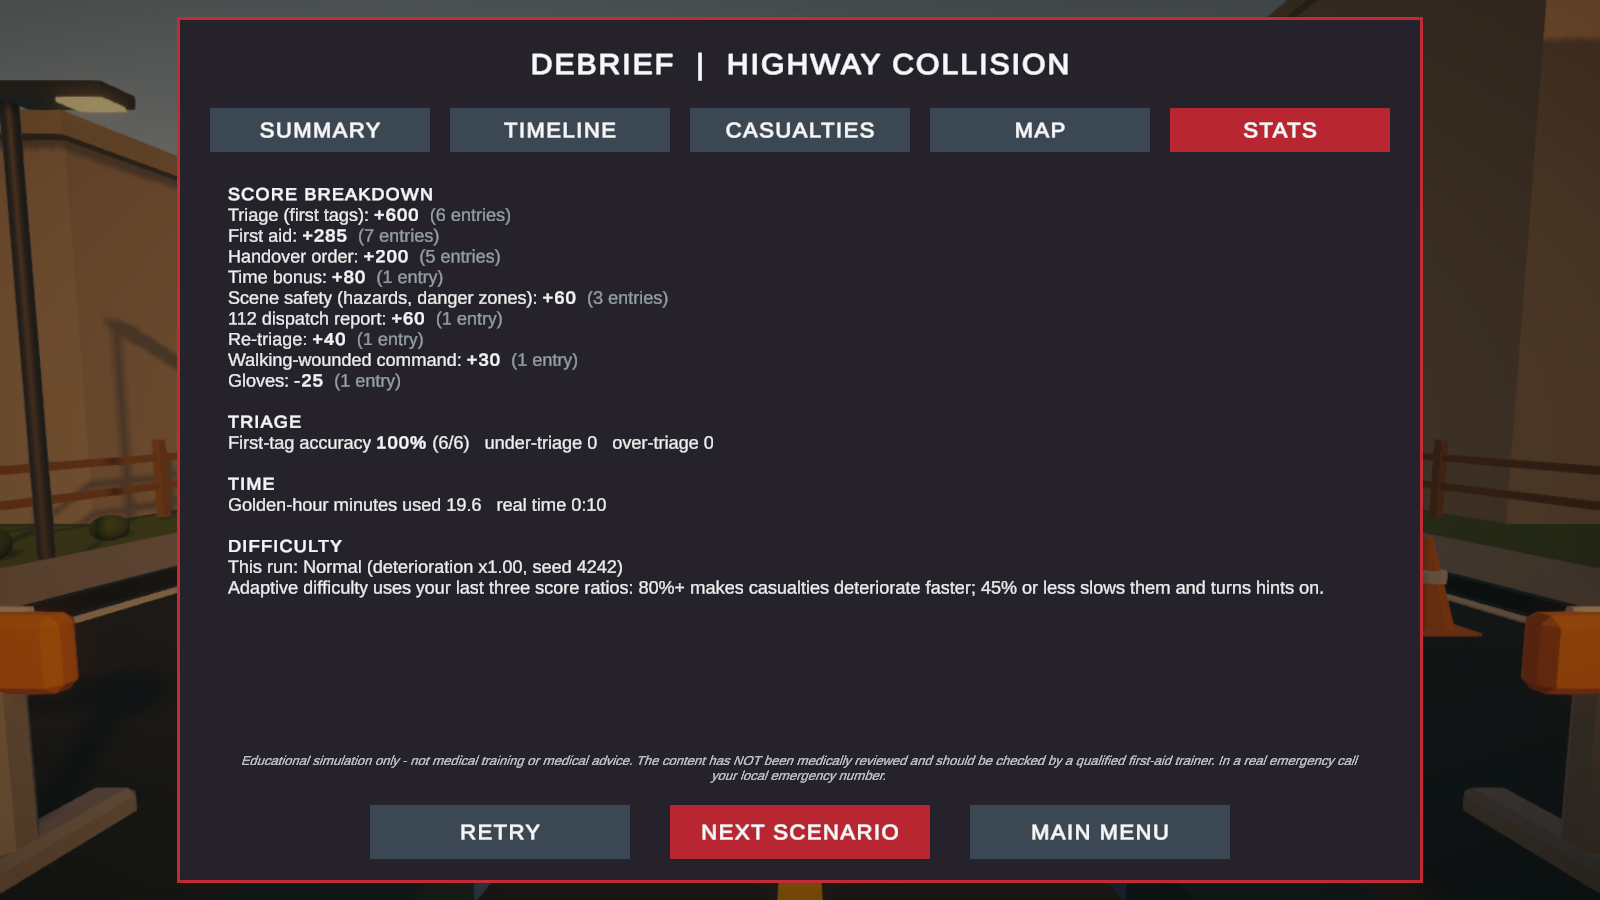 DEBRIEF | HIGHWAY COLLISION
SUMMARY
TIMELINE
CASUALTIES
MAP
STATS
SCORE BREAKDOWN
Triage (first tags): +600 (6 entries)
First aid: +285 (7 entries)
Handover order: +200 (5 entries)
Time bonus: +80 (1 entry)
Scene safety (hazards, danger zones): +60 (3 entries)
112 dispatch report: +60 (1 entry)
Re-triage: +40 (1 entry)
Walking-wounded command: +30 (1 entry)
Gloves: -25 (1 entry)
TRIAGE
First-tag accuracy 100% (6/6) under-triage 0 over-triage 0
TIME
Golden-hour minutes used 19.6 real time 0:10
DIFFICULTY
This run: Normal (deterioration x1.00, seed 4242)
Adaptive difficulty uses your last three score ratios: 80%+ makes casualties deteriorate faster; 45% or less slows them and turns hints on.
Educational simulation only - not medical training or medical advice. The content has NOT been medically reviewed and should be checked by a qualified first-aid trainer. In a real emergency call
your local emergency number.
RETRY
NEXT SCENARIO
MAIN MENU